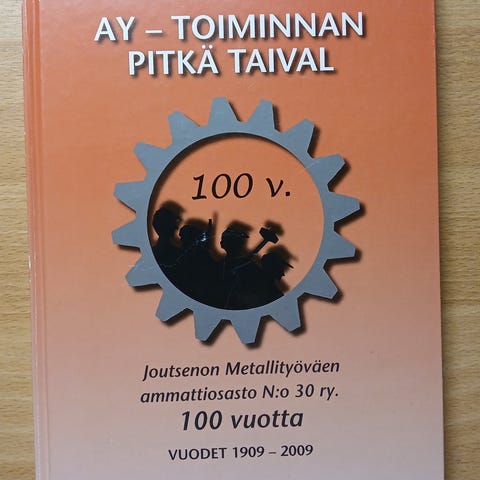 AY – TOIMINNAN
PITKÄ TAIVAL
100 v.
Joutsenon Metallityöväen
ammattiosasto N:o 30 ry.
100 vuotta
VUODET 1909 – 2009